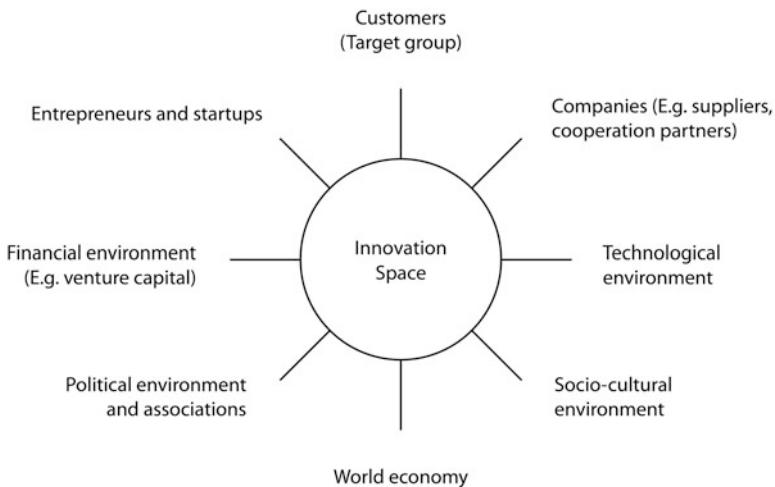 Customers
(Target group)
Entrepreneurs and startups
Companies (E.g. suppliers,
cooperation partners)
Financial environment
(E.g. venture capital)
Innovation
Space
Technological
environment
Political environment
and associations
Socio-cultural
environment
World economy